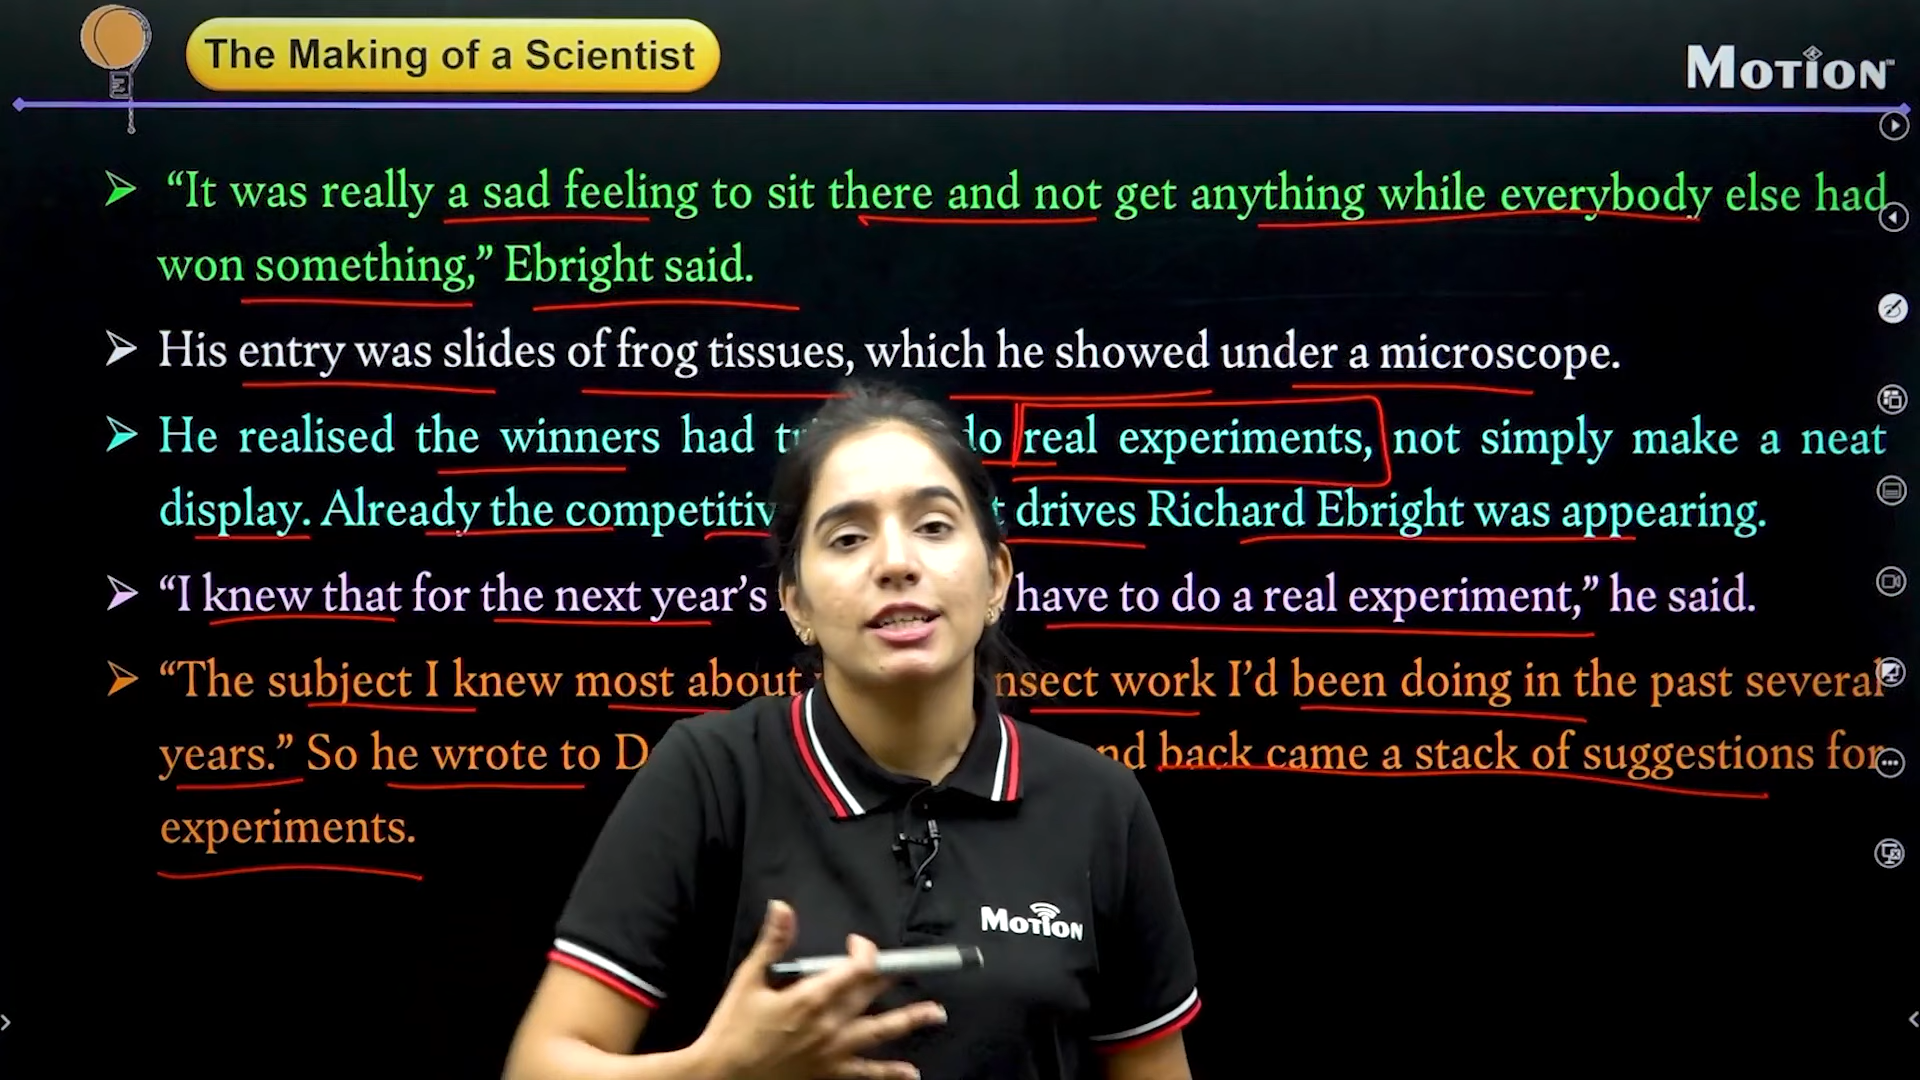 The Making of a Scientist
MOTION
“It was really a sad feeling to sit there and not get anything while everybody else had
won something,” Ebright said.
His entry was slides of frog tissues, which he showed under a microscope.
He realised the winners had do real experiments, not simply make a neat
display. Already the drives Richard Ebright was appearing.
“I knew that for the next year’s have to do a real experiment,” he said.
“The subject I knew most about work I’d been doing in the past several
years.” So he wrote to back came a stack of suggestions for
experiments.
MOTION